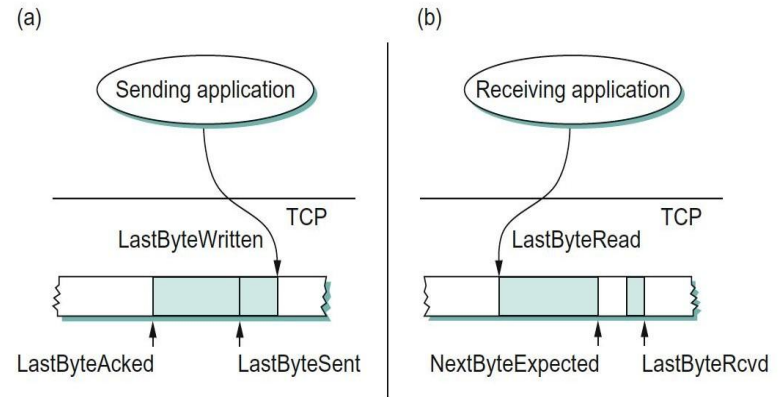 (a)
Sending application
TCP
LastByteWritten
LastByteAcked
LastByteSent
(b)
Receiving application
TCP
LastByteRead
NextByteExpected
LastByteRcvd